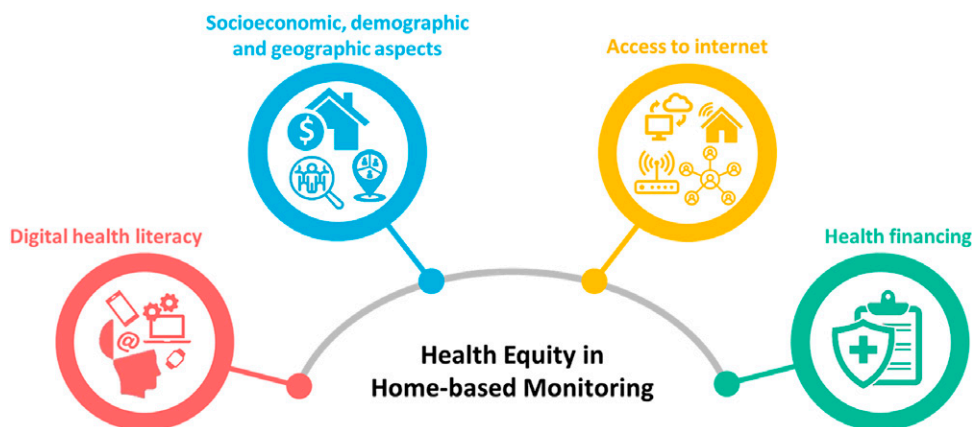 Socioeconomic, demographic
and geographic aspects
Access to internet
Digital health literacy
Health financing
$
@
Health Equity in
Home-based Monitoring